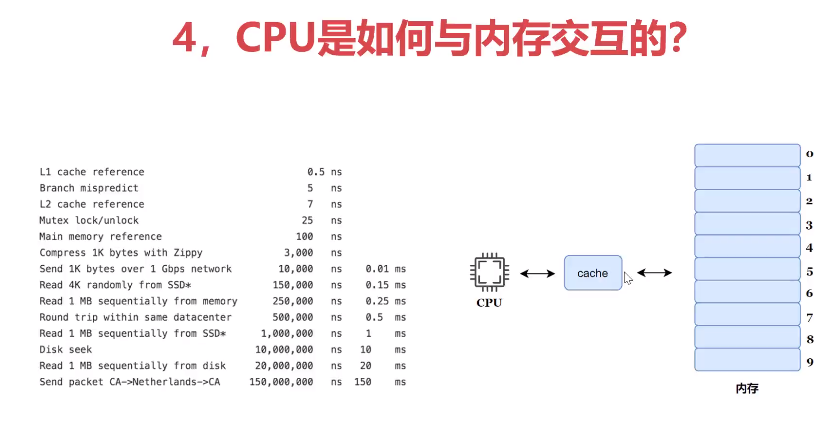 4，CPU是如何与内存交互的？
L1 cache reference 0.5 ns
Branch mispredict 5 ns
L2 cache reference 7 ns
Mutex lock/unlock 25 ns
Main memory reference 100 ns
Compress 1K bytes with Zippy 3,000 ns
Send 1K bytes over 1 Gbps network 10,000 ns 0.01 ms
Read 4K randomly from SSD* 150,000 ns 0.15 ms
Read 1 MB sequentially from memory 250,000 ns 0.25 ms
Round trip within same datacenter 500,000 ns 0.5 ms
Read 1 MB sequentially from SSD* 1,000,000 ns 1 ms
Disk seek 10,000,000 ns 10 ms
Read 1 MB sequentially from disk 20,000,000 ns 20 ms
Send packet CA->Netherlands->CA 150,000,000 ns 150 ms
CPU
cache
0
1
2
3
4
5
6
7
8
9
内存